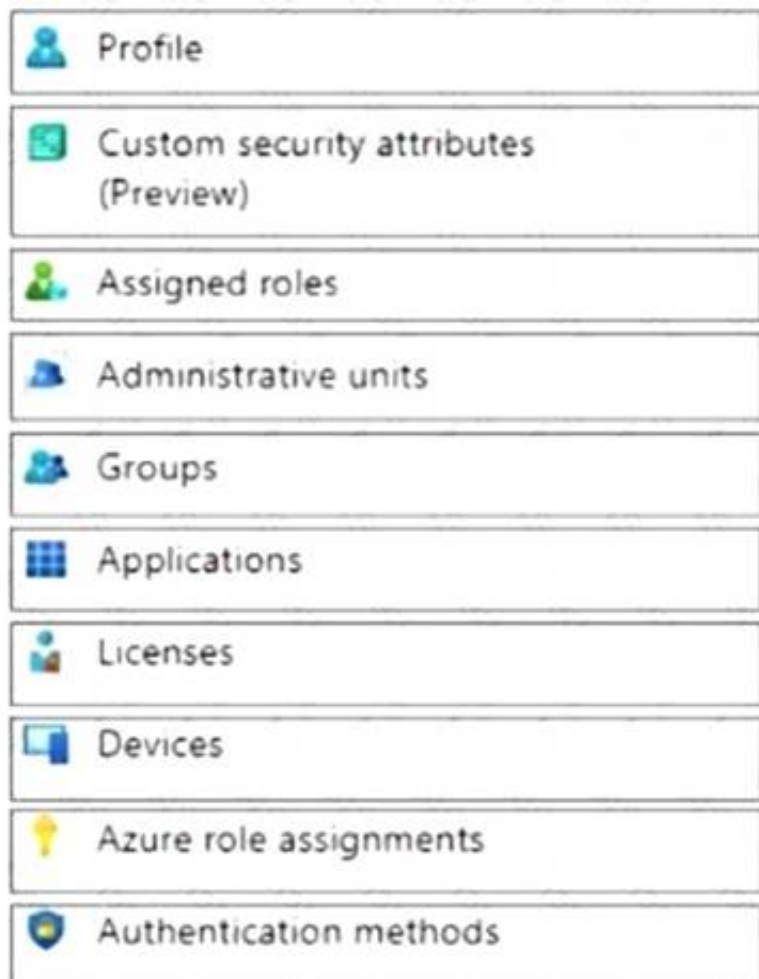 Profile
Custom security attributes
(Preview)
Assigned roles
Administrative units
Groups
Applications
Licenses
Devices
Azure role assignments
Authentication methods